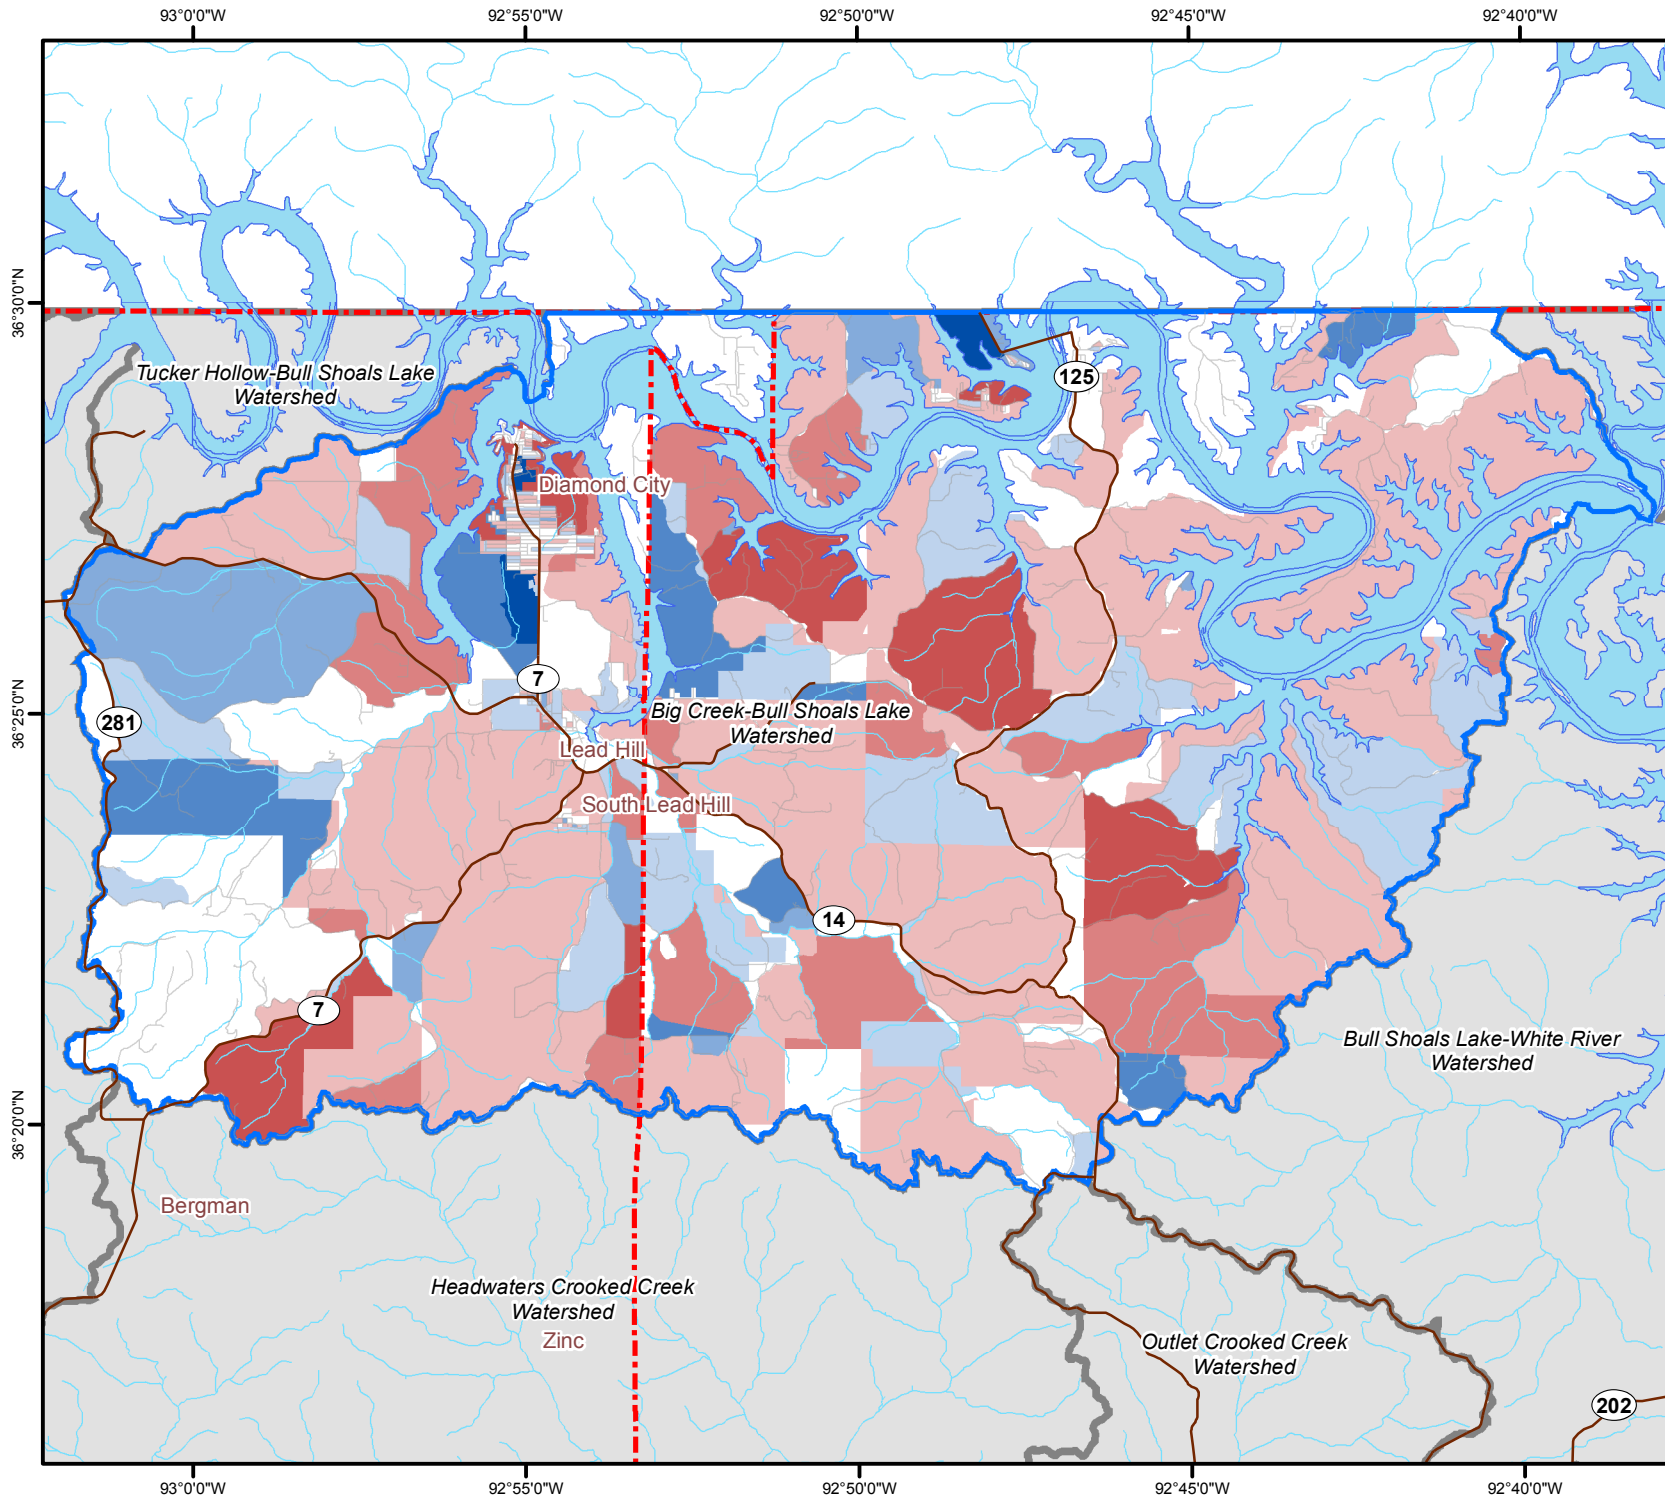 93°0'0"W
92°55'0"W
92°50'0"W
92°45'0"W
92°40'0"W
36°30'0"N
Tucker Hollow-Bull Shoals Lake
Watershed
125
Diamond City
7
36°25'0"N
281
Big Creek-Bull Shoals Lake
Watershed
Lead Hill
South Lead Hill
14
7
Bull Shoals Lake-White River
Watershed
36°20'0"N
Bergman
Headwaters Crooked Creek
Watershed
Zinc
Outlet Crooked Creek
Watershed
202
93°0'0"W
92°55'0"W
92°50'0"W
92°45'0"W
92°40'0"W